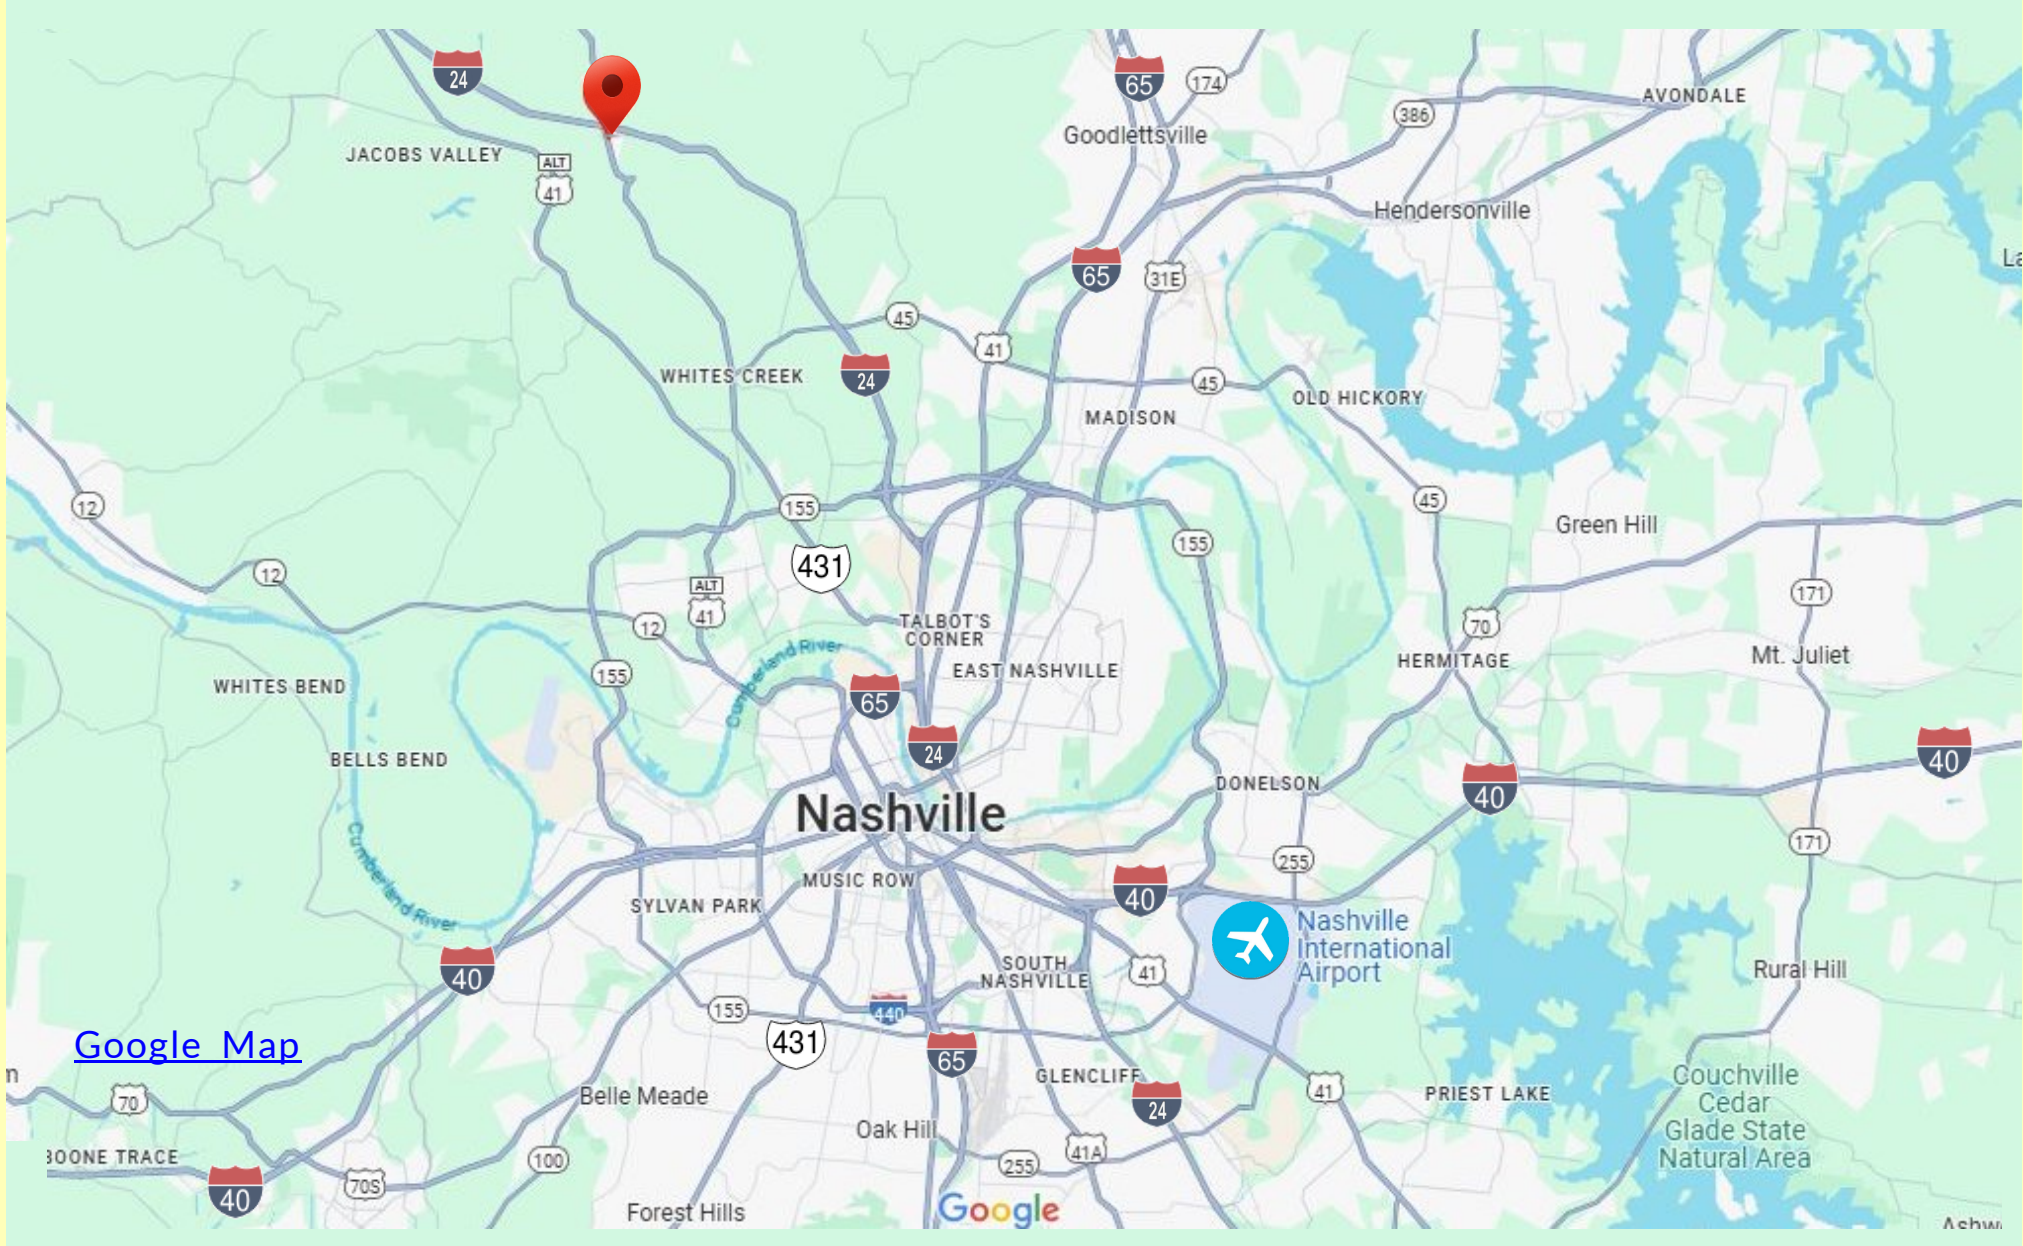 24
65
174
AVONDALE
386
Goodlettsville
JACOBS VALLEY
ALT
41
Hendersonville
65
31E
45
41
WHITES CREEK
24
45
OLD HICKORY
MADISON
12
155
45
Green Hill
155
431
12
ALT
41
171
12
TALBOT'S
CORNER
70
Cumberland River
Mt. Juliet
HERMITAGE
155
EAST NASHVILLE
WHITES BEND
65
24
40
BELLS BEND
DONELSON
40
Nashville
171
255
Cumberland River
MUSIC ROW
40
SYLVAN PARK
Nashville
International
Airport
40
SOUTH
NASHVILLE
41
Rural Hill
155
440
431
65
Google Map
GLENCLIFF
Couchville
Cedar
Glade State
Natural Area
70
Belle Meade
24
41
PRIEST LAKE
Oak Hill
BOONE TRACE
100
255
41A
40
70S
Forest Hills
Google